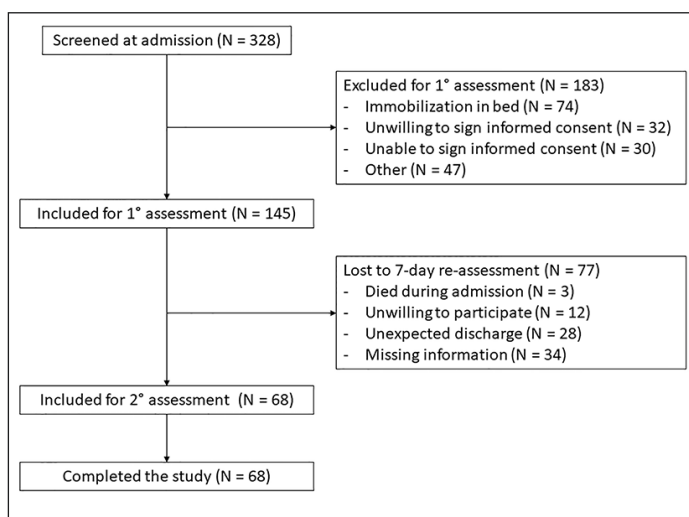 Screened at admission (N = 328)
Excluded for 1° assessment (N = 183)
- Immobilization in bed (N = 74)
- Unwilling to sign informed consent (N = 32)
- Unable to sign informed consent (N = 30)
- Other (N = 47)
Included for 1° assessment (N = 145)
Lost to 7-day re-assessment (N = 77)
- Died during admission (N = 3)
- Unwilling to participate (N = 12)
- Unexpected discharge (N = 28)
- Missing information (N = 34)
Included for 2° assessment (N = 68)
Completed the study (N = 68)